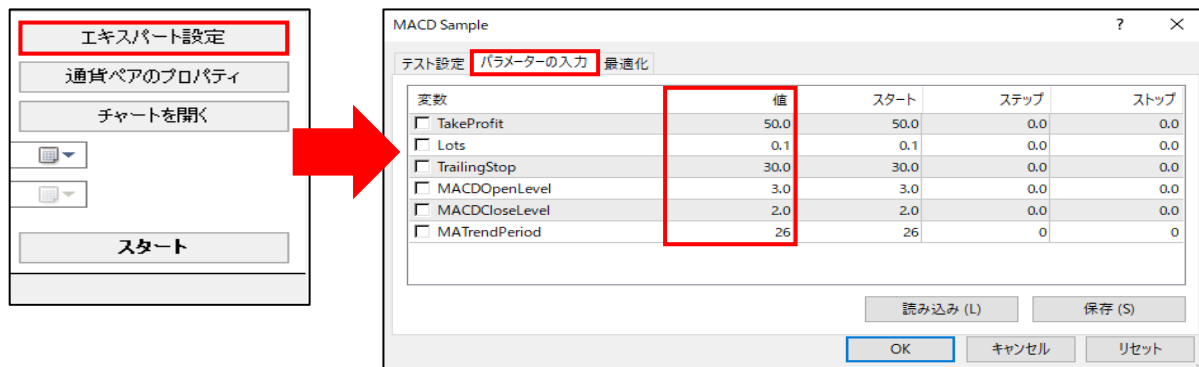 エキスパート設定
通貨ペアのプロパティ
チャートを開く
スタート
MACD Sample ? ×
テスト設定 パラメーターの入力 最適化
変数 値 スタート ステップ ストップ
TakeProfit 50.0 50.0 0.0 0.0
Lots 0.1 0.1 0.0 0.0
TrailingStop 30.0 30.0 0.0 0.0
MACDOpenLevel 3.0 3.0 0.0 0.0
MACDCloseLevel 2.0 2.0 0.0 0.0
MATrendPeriod 26 26 0 0
読み込み (L) 保存 (S)
OK キャンセル リセット